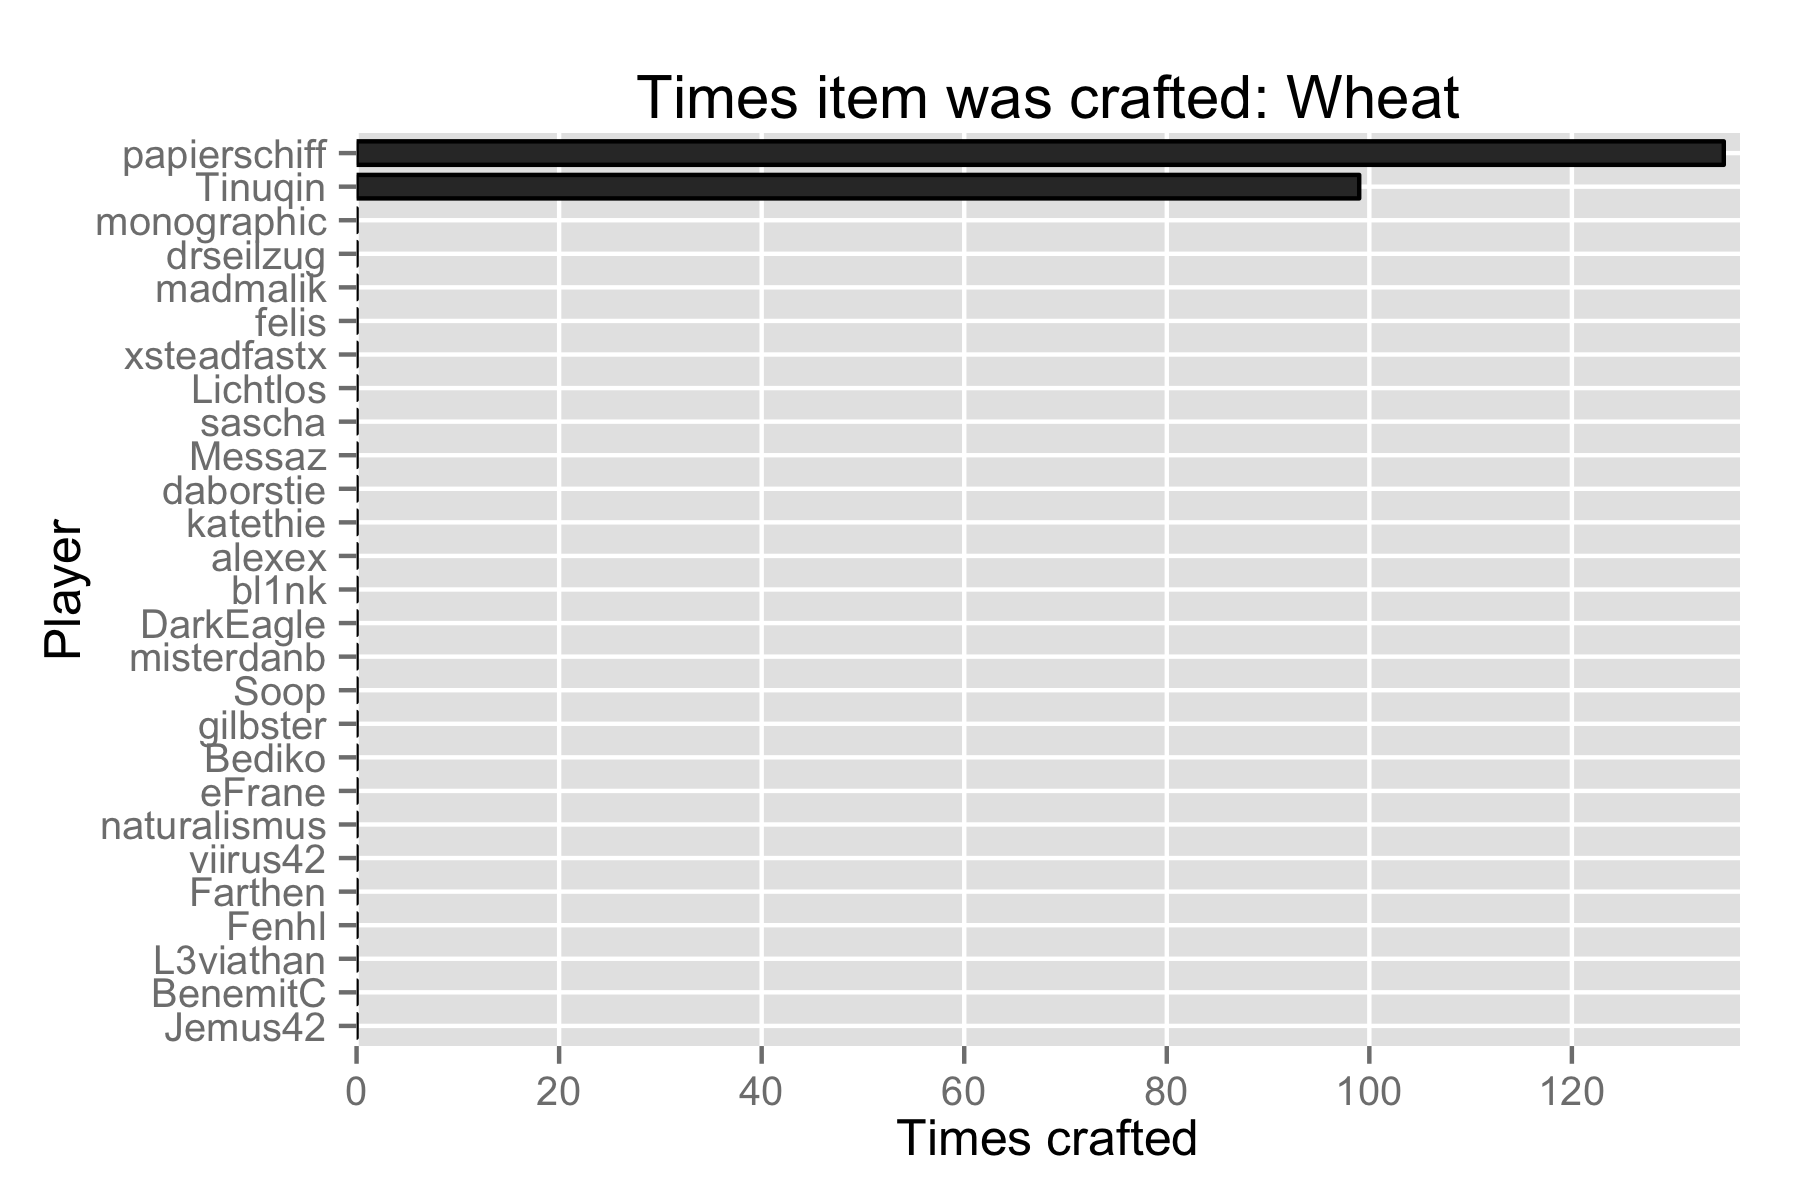 Times item was crafted: Wheat
papierschiff
Tinuqin
monographic
drseilzug
madmalik
felis
xsteadfastx
Lichtlos
sascha
Messaz
daborstie
katethie
alexex
bl1nk
DarkEagle
misterdanb
Soop
gilbster
Bediko
eFrane
naturalismus
viirus42
Farthen
Fenhl
L3viathan
BenemitC
Jemus42
Player
0 20 40 60 80 100 120
Times crafted